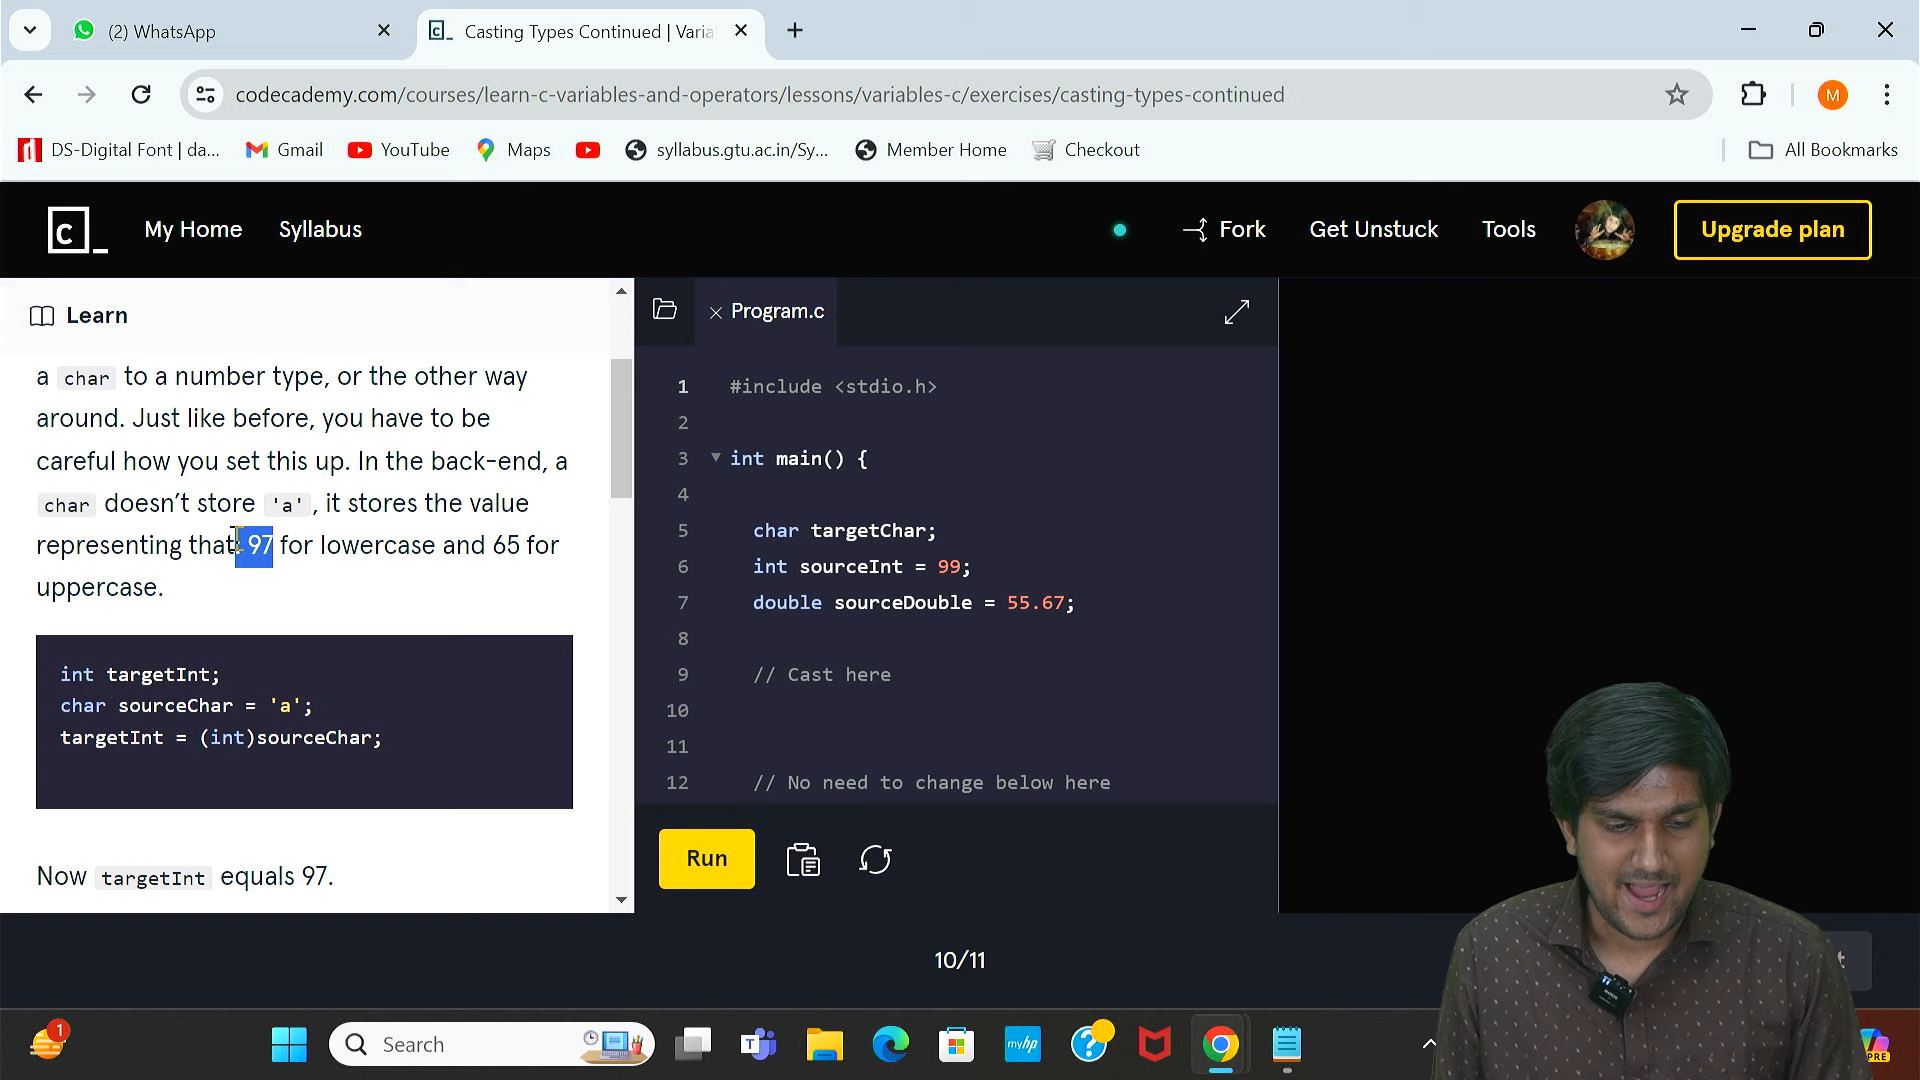 (2) WhatsApp
c_ Casting Types Continued | Varia
codecademy.com/courses/learn-c-variables-and-operators/lessons/variables-c/exercises/casting-types-continued
M
DS-Digital Font | da...
Gmail
YouTube
Maps
syllabus.gtu.ac.in/Sy...
Member Home
Checkout
All Bookmarks
c_
My Home
Syllabus
Fork
Get Unstuck
Tools
Upgrade plan
Learn
a char to a number type, or the other way
around. Just like before, you have to be
careful how you set this up. In the back-end, a
char doesn’t store 'a', it stores the value
representing that: 97 for lowercase and 65 for
uppercase.
int targetInt;
char sourceChar = 'a';
targetInt = (int)sourceChar;
Now targetInt equals 97.
Program.c
1 #include <stdio.h>
2
3 int main() {
4
5 char targetChar;
6 int sourceInt = 99;
7 double sourceDouble = 55.67;
8
9 // Cast here
10
11
12 // No need to change below here
Run
10/11
1
Search
T
myhp
?
PRE